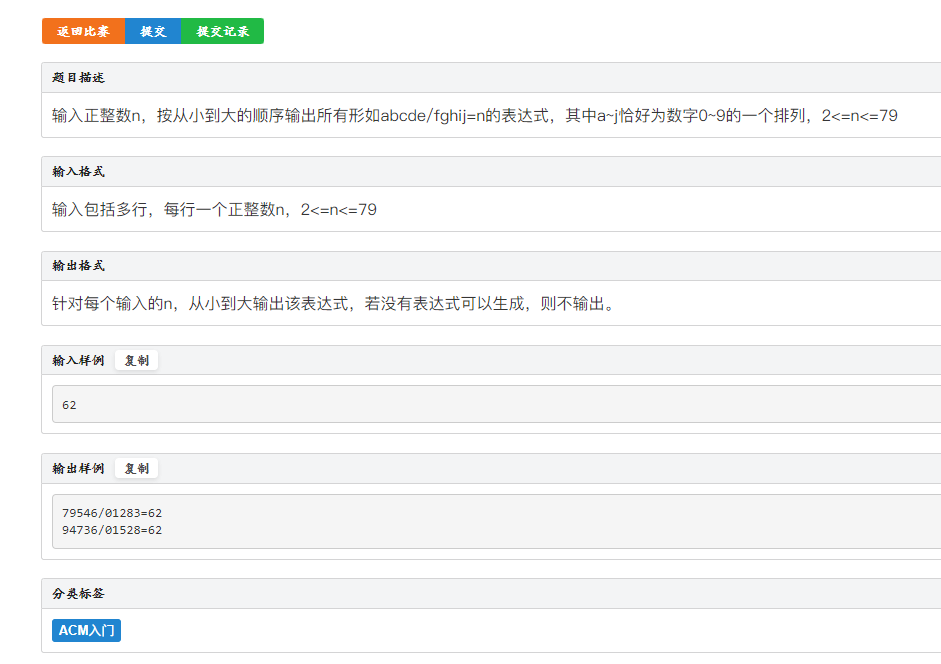 返回比赛 提交 提交记录
题目描述
输入正整数n，按从小到大的顺序输出所有形如abcde/fghij=n的表达式，其中a~j恰好为数字0~9的一个排列，2<=n<=79
输入格式
输入包括多行，每行一个正整数n，2<=n<=79
输出格式
针对每个输入的n，从小到大输出该表达式，若没有表达式可以生成，则不输出。
输入样例 复制
62
输出样例 复制
79546/01283=62
94736/01528=62
分类标签
ACM入门